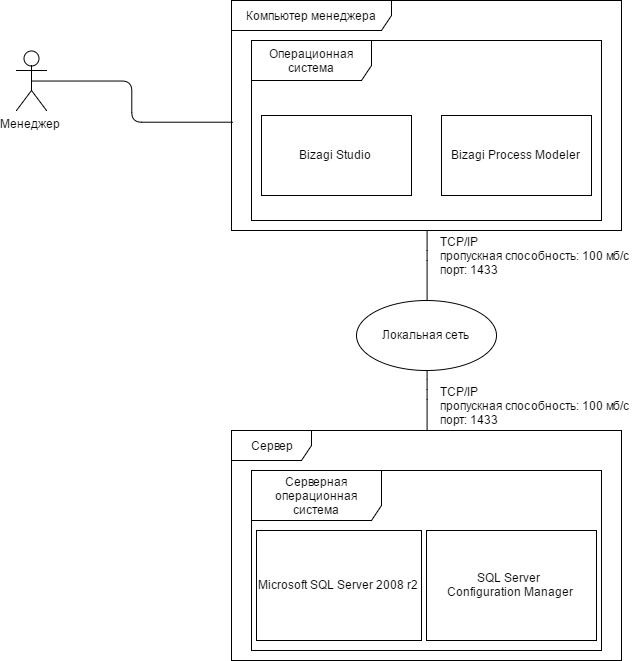 Компьютер менеджера
Операционная
система
Менеджер
Bizagi Studio
Bizagi Process Modeler
TCP/IP
пропускная способность: 100 мб/с
порт: 1433
Локальная сеть
TCP/IP
пропускная способность: 100 мб/с
порт: 1433
Сервер
Серверная
операционная
система
Microsoft SQL Server 2008 r2
SQL Server
Configuration Manager